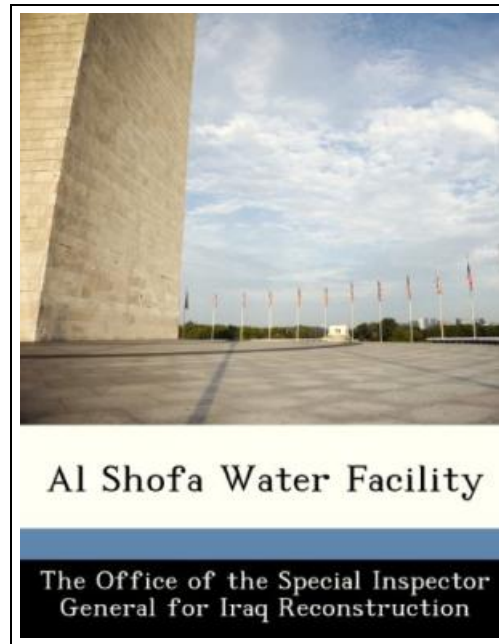 Al Shofa Water Facility
The Office of the Special Inspector
General for Iraq Reconstruction